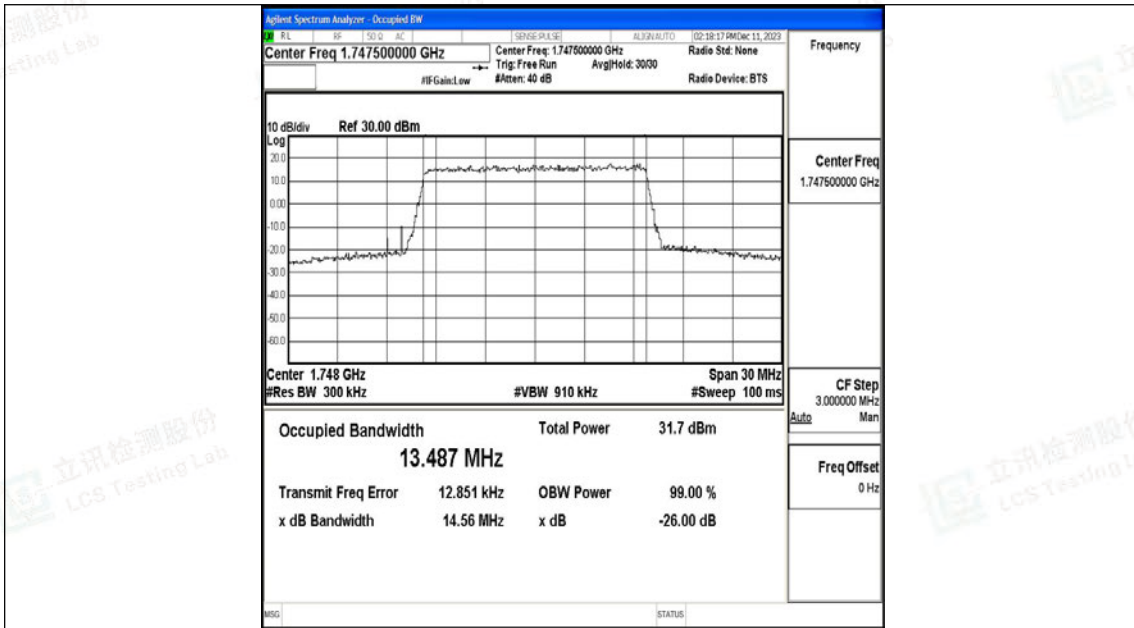 Agilent Spectrum Analyzer - Occupied BW
RL RF 50 Ω AC SENSE:PULSE ALIGNAUTO 02:18:17 PM Dec 11, 2023
Center Freq 1.747500000 GHz
Center Freq: 1.747500000 GHz
Radio Std: None
Trig: Free Run
Avg|Hold: 30/30
#IFGain:Low
#Atten: 40 dB
Radio Device: BTS
10 dB/div
Ref 30.00 dBm
Log
20.0
10.0
0.00
-10.0
-20.0
-30.0
-40.0
-50.0
-60.0
Center 1.748 GHz
Span 30 MHz
#Res BW 300 kHz
#VBW 910 kHz
#Sweep 100 ms
Occupied Bandwidth
Total Power 31.7 dBm
13.487 MHz
Transmit Freq Error 12.851 kHz
OBW Power 99.00 %
x dB Bandwidth 14.56 MHz
x dB -26.00 dB
MSG
STATUS
Frequency
Center Freq
1.747500000 GHz
CF Step
3.000000 MHz
Auto Man
Freq Offset
0 Hz
立讯检测股份
LCS Testing Lab
立讯检测股份
LCS Testing